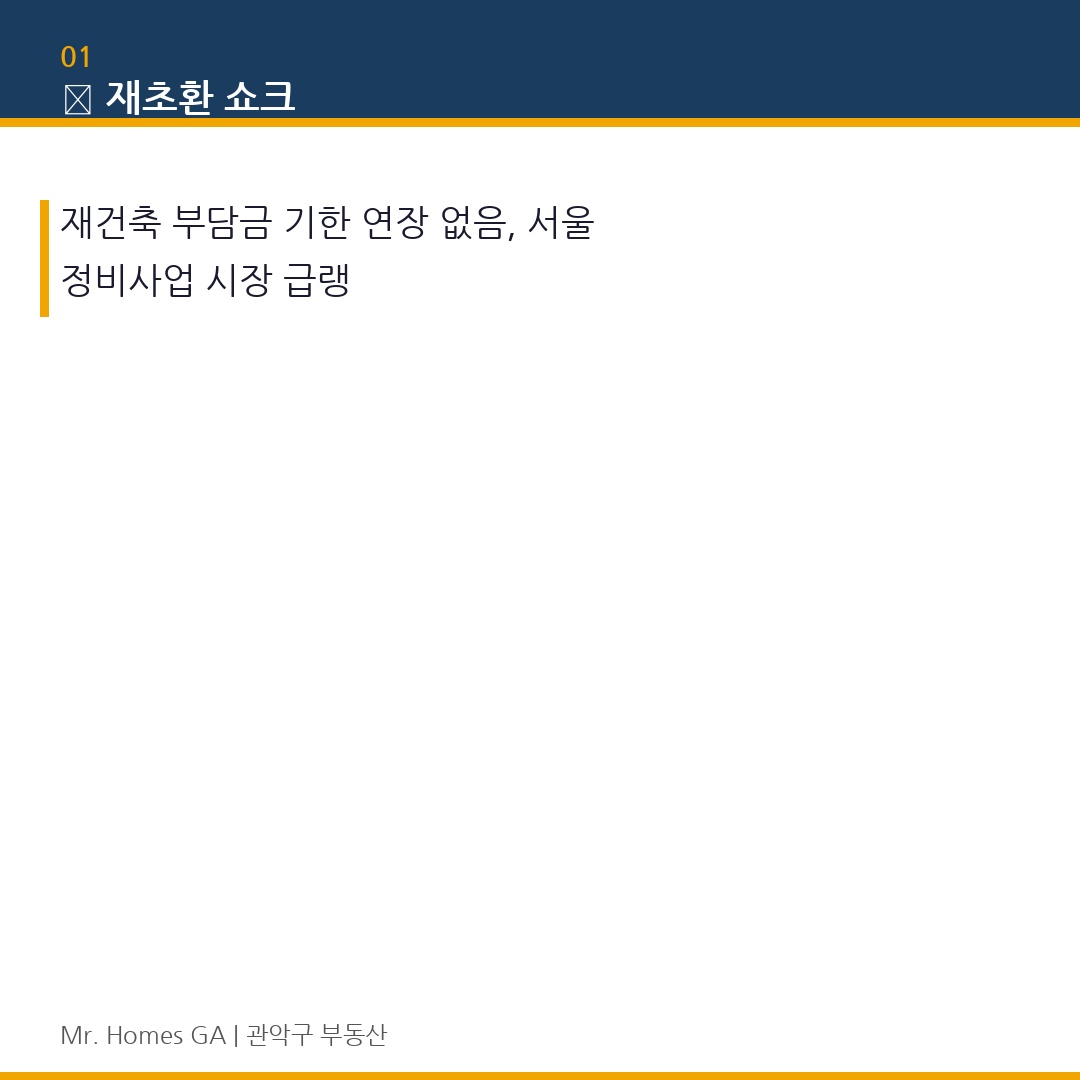 01
재초환 쇼크
재건축 부담금 기한 연장 없음, 서울
정비사업 시장 급랭
Mr. Homes GA | 관악구 부동산